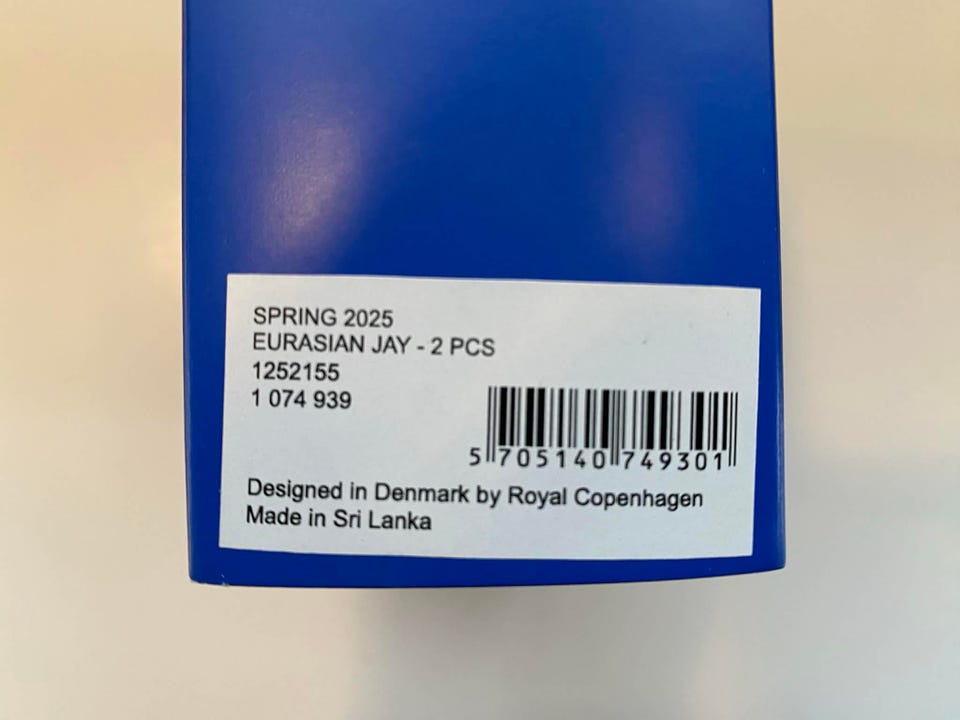 SPRING 2025
EURASIAN JAY - 2 PCS
1252155
1 074 939
5 705140 749301
Designed in Denmark by Royal Copenhagen
Made in Sri Lanka